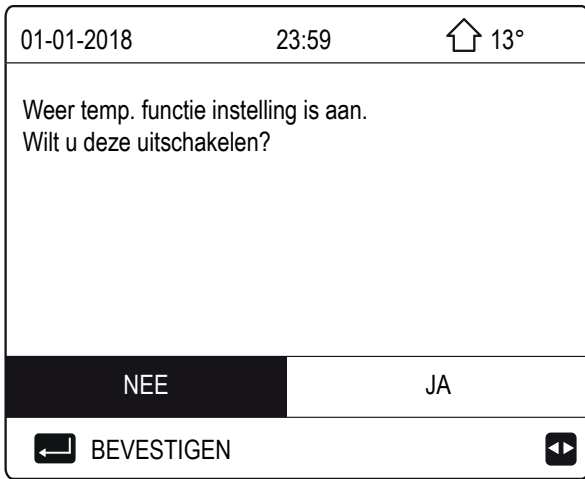 01-01-2018 23:59 13°
Weer temp. functie instelling is aan.
Wilt u deze uitschakelen?
NEE JA
BEVESTIGEN